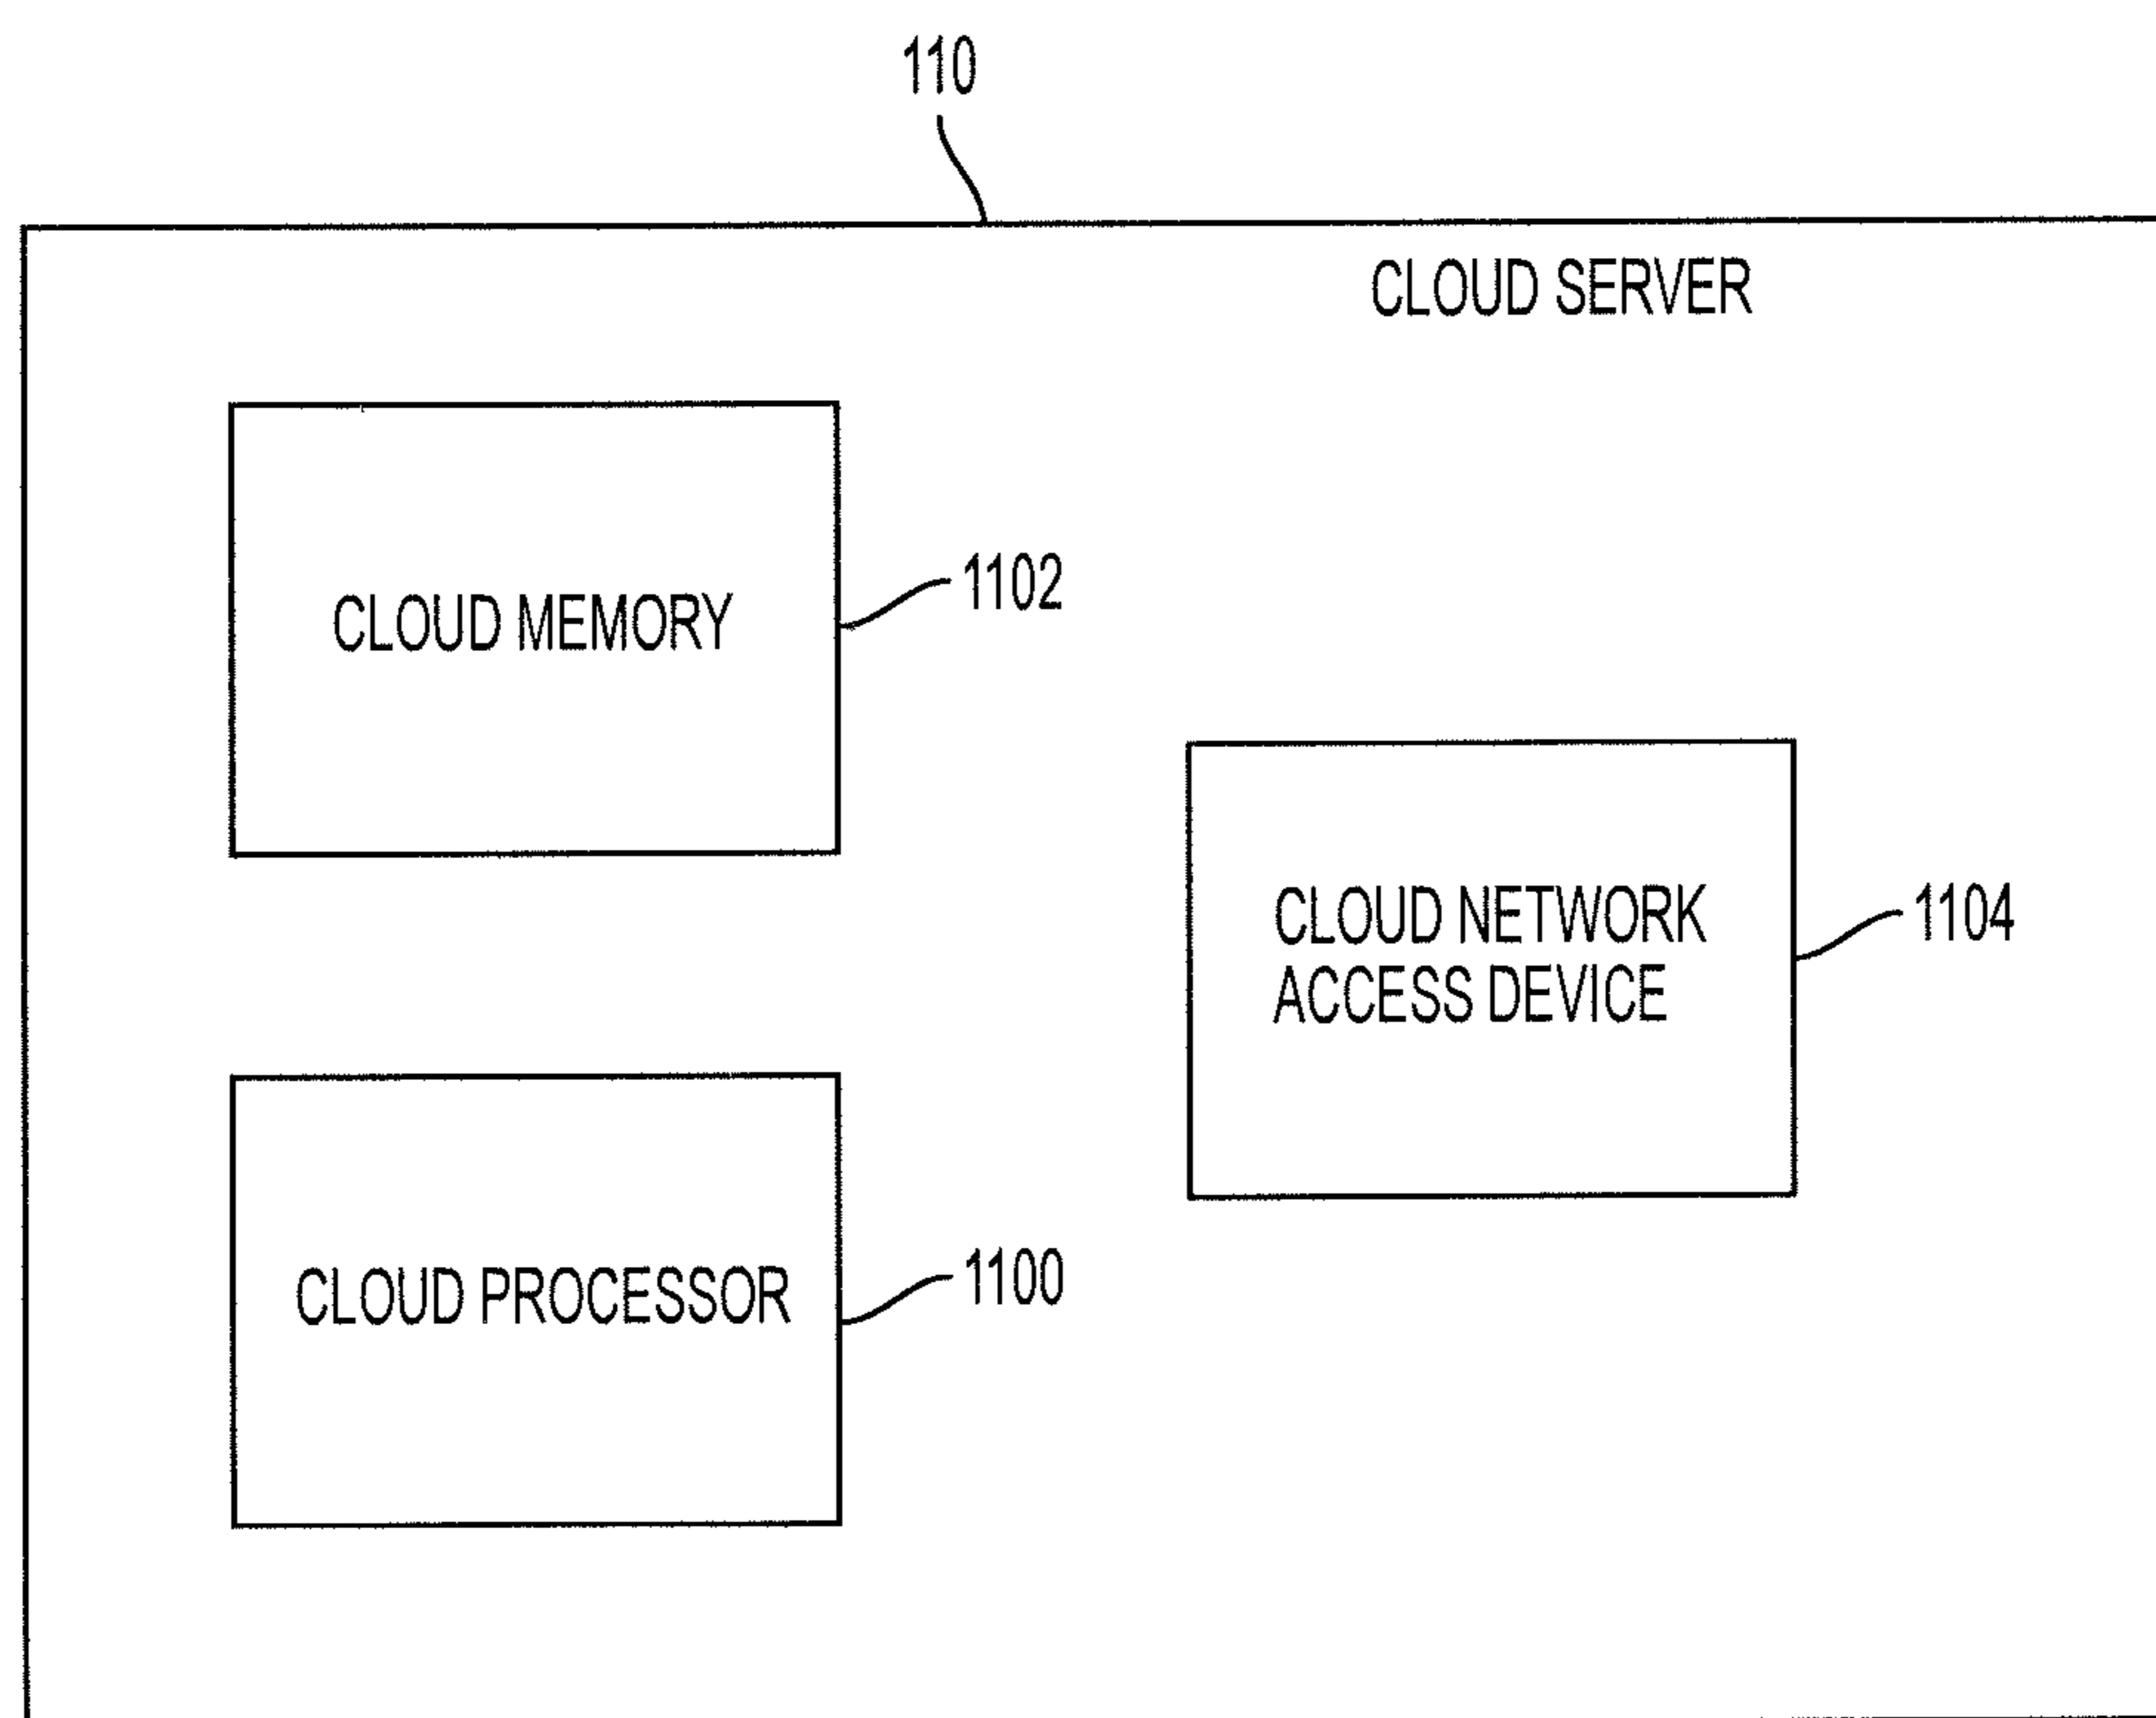 110
CLOUD SERVER
CLOUD MEMORY
1102
CLOUD NETWORK
ACCESS DEVICE
1104
CLOUD PROCESSOR
1100